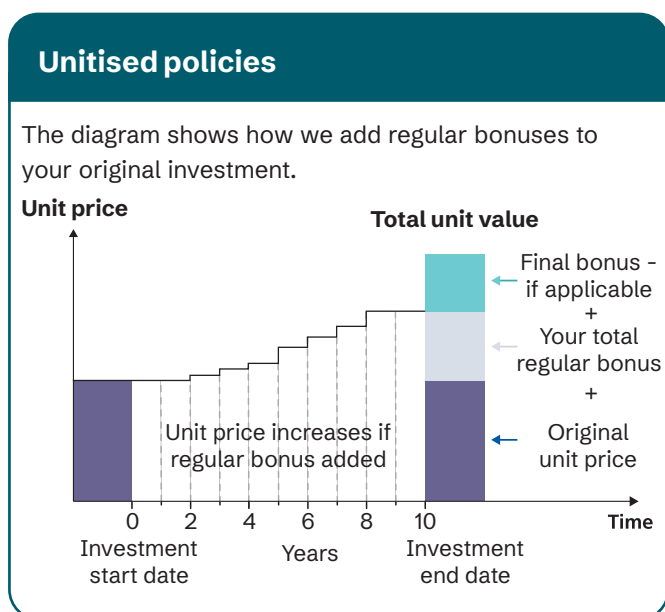 Unitised policies
The diagram shows how we add regular bonuses to
your original investment.
Unit price
Total unit value
Final bonus -
if applicable
+
Your total
regular bonus
+
Original
unit price
Unit price increases if
regular bonus added
0 2 4 6 8 10 Time
Investment
start date
Years
Investment
end date